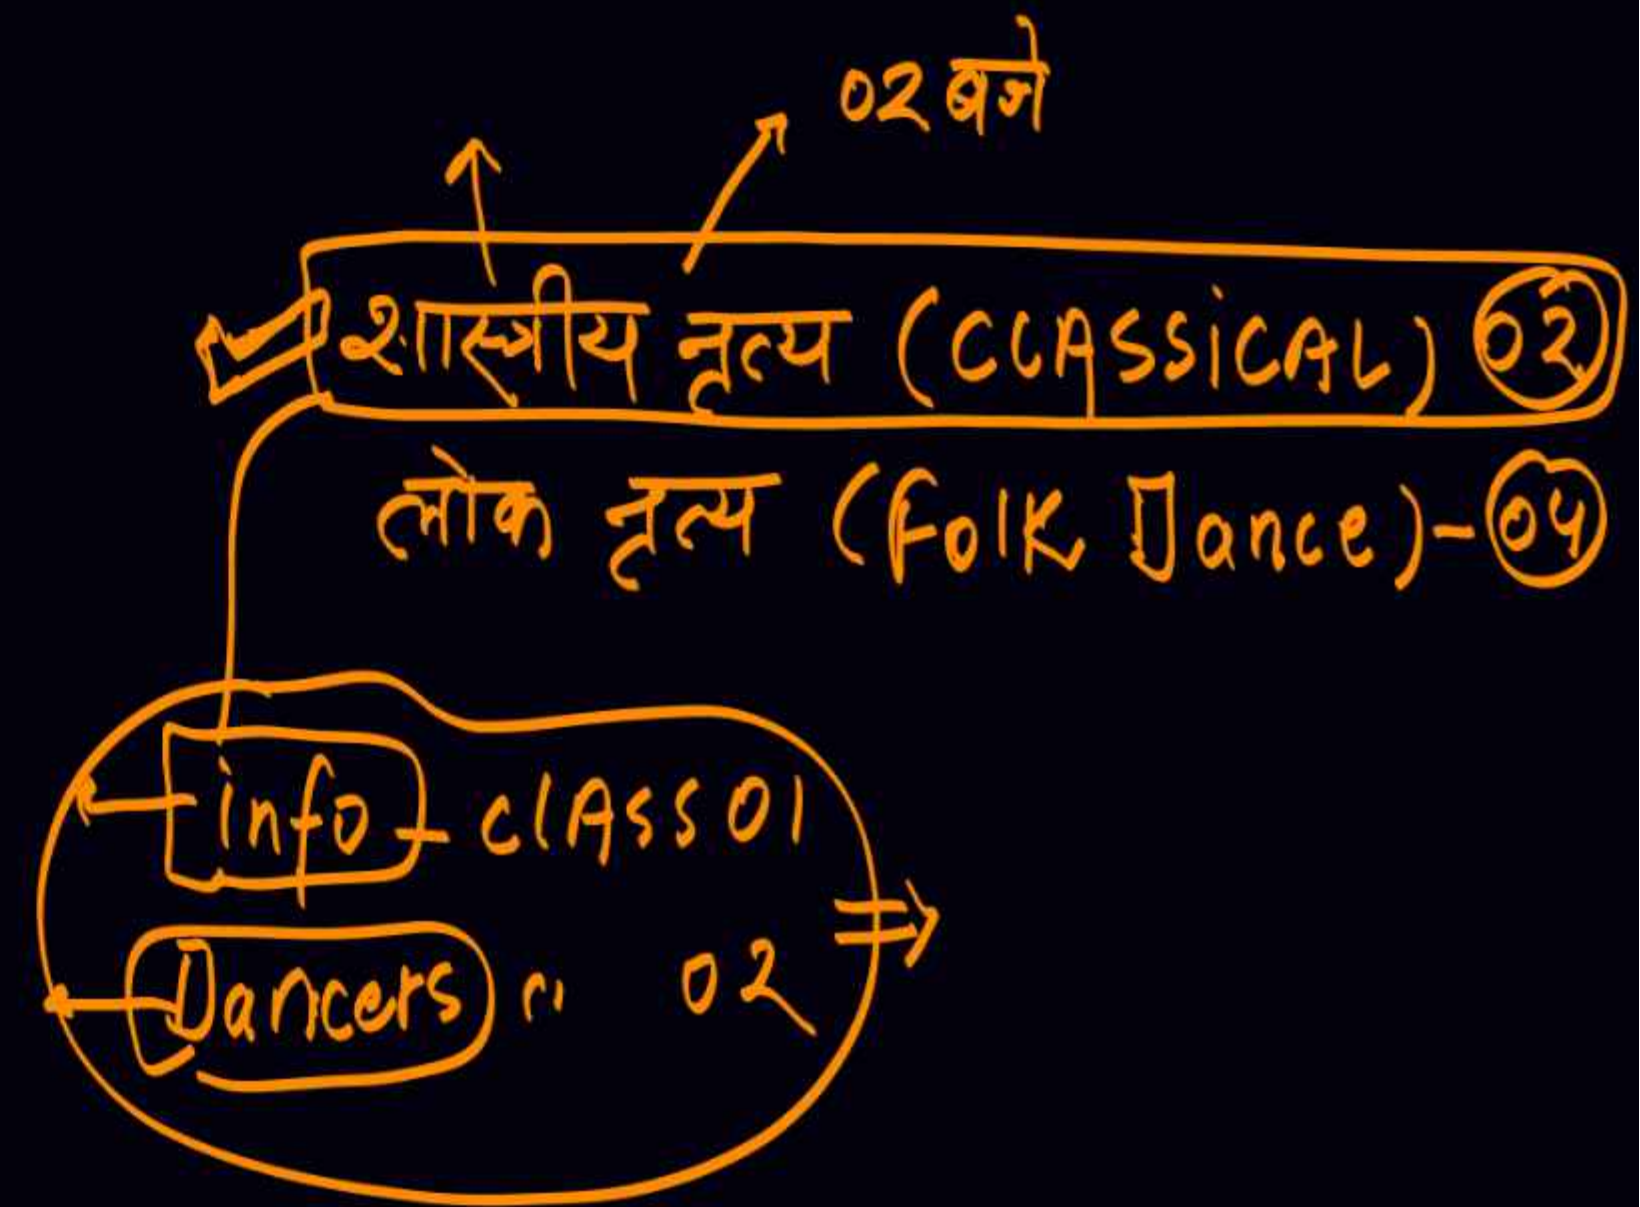 02 बजे
शास्त्रीय नृत्य (CLASSiCAL) 02
लोक नृत्य (Folk Dance)-04
info - ClASS 01
Dancers " 02